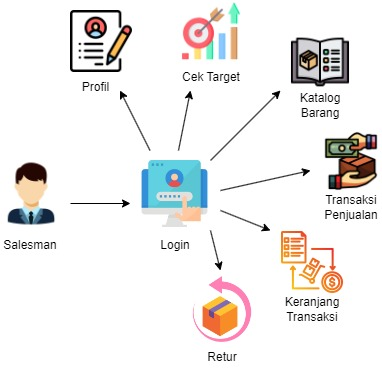 Profil
Cek Target
Katalog
Barang
Salesman
Login
Transaksi
Penjualan
Keranjang
Transaksi
Retur